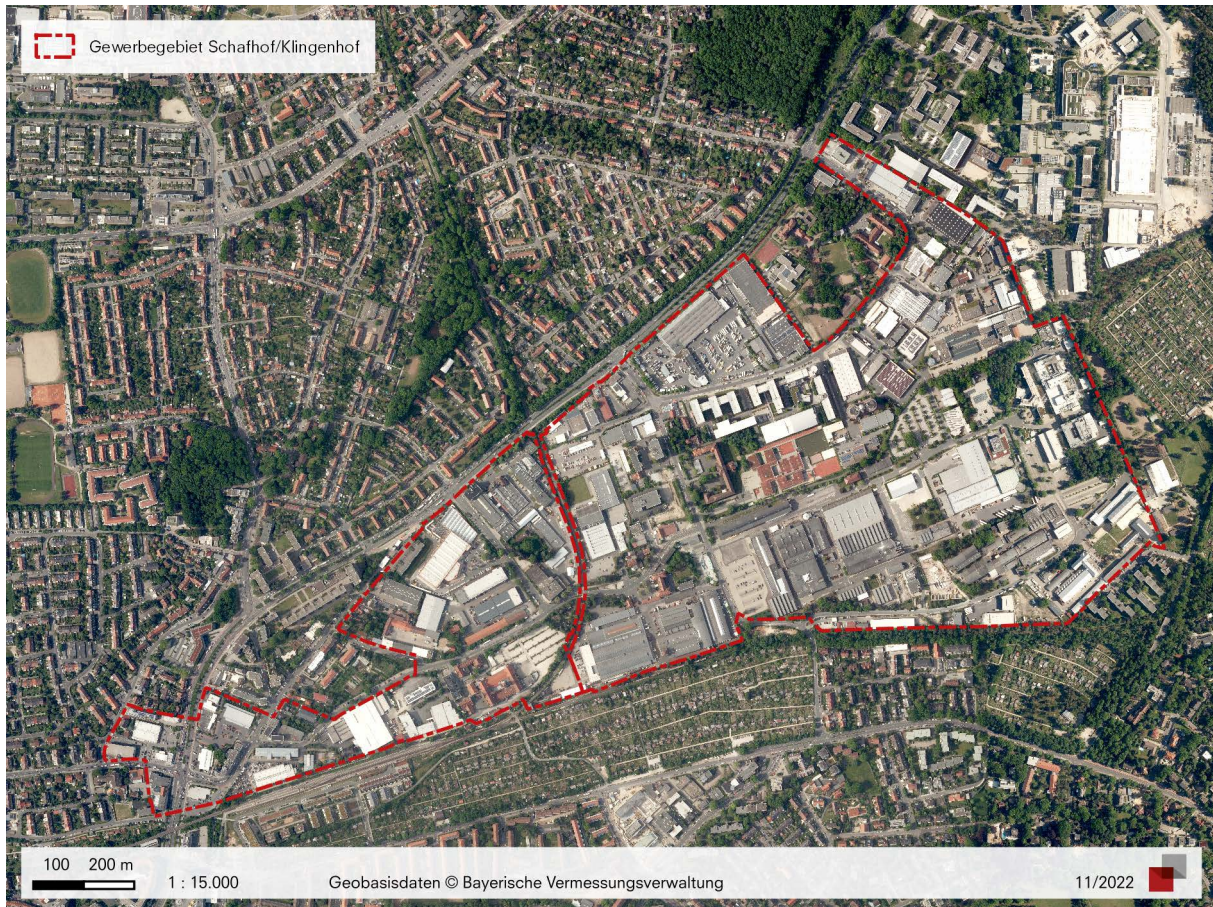 Gewerbegebiet Schafhof/Klingenhof
100 200 m
1 : 15.000
Geobasisdaten © Bayerische Vermessungsverwaltung
11/2022